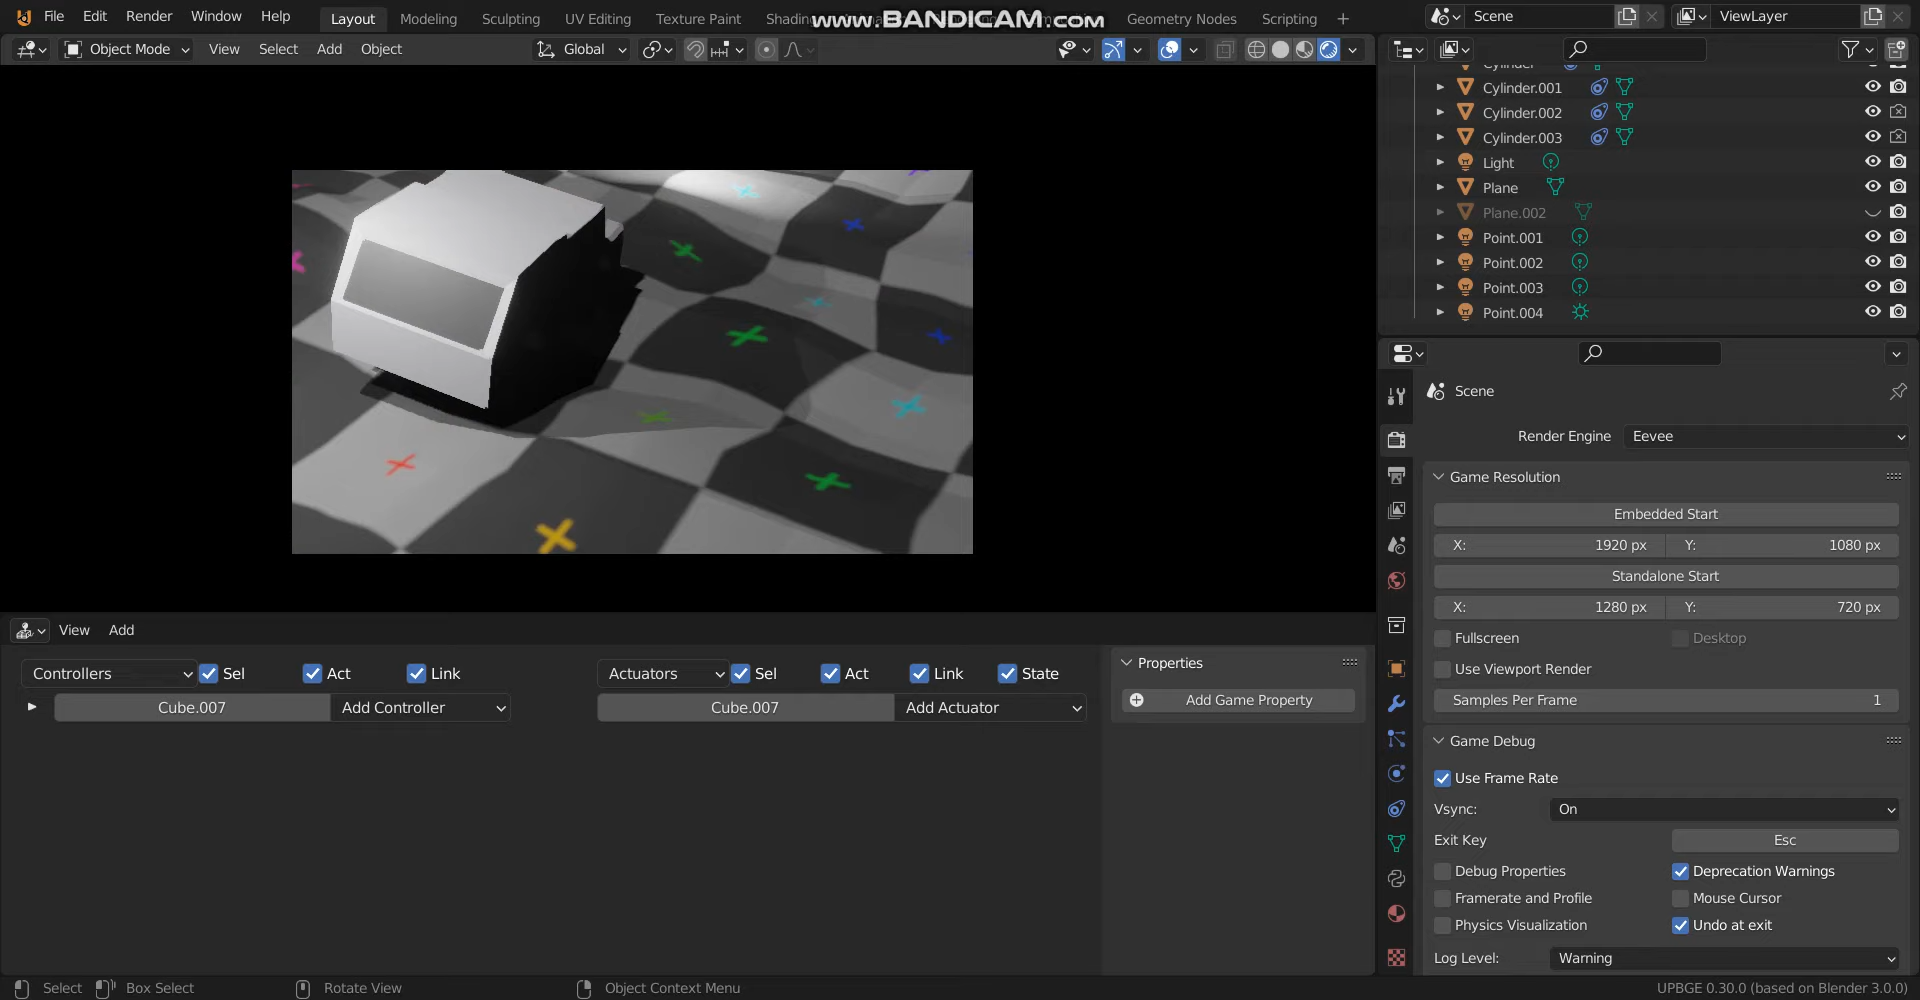 File Edit Render Window Help Layout Modeling Sculpting UV Editing Texture Paint Shading www.BANDICAM.com Geometry Nodes Scripting + Scene ViewLayer
Object Mode View Select Add Object Global
Cylinder
Cylinder.001
Cylinder.002
Cylinder.003
Light
Plane
Plane.002
Point.001
Point.002
Point.003
Point.004
Scene
Render Engine Eevee
Game Resolution
Embedded Start
X: 1920 px Y: 1080 px
Standalone Start
X: 1280 px Y: 720 px
Fullscreen Desktop
Use Viewport Render
Samples Per Frame 1
Game Debug
Use Frame Rate
Vsync: On
Exit Key Esc
Debug Properties Deprecation Warnings
Framerate and Profile Mouse Cursor
Physics Visualization Undo at exit
Log Level: Warning
View Add
Controllers Sel Act Link Actuators Sel Act Link State
Cube.007 Add Controller Cube.007 Add Actuator
Properties
Add Game Property
Select Box Select Rotate View Object Context Menu UPBGE 0.30.0 (based on Blender 3.0.0)